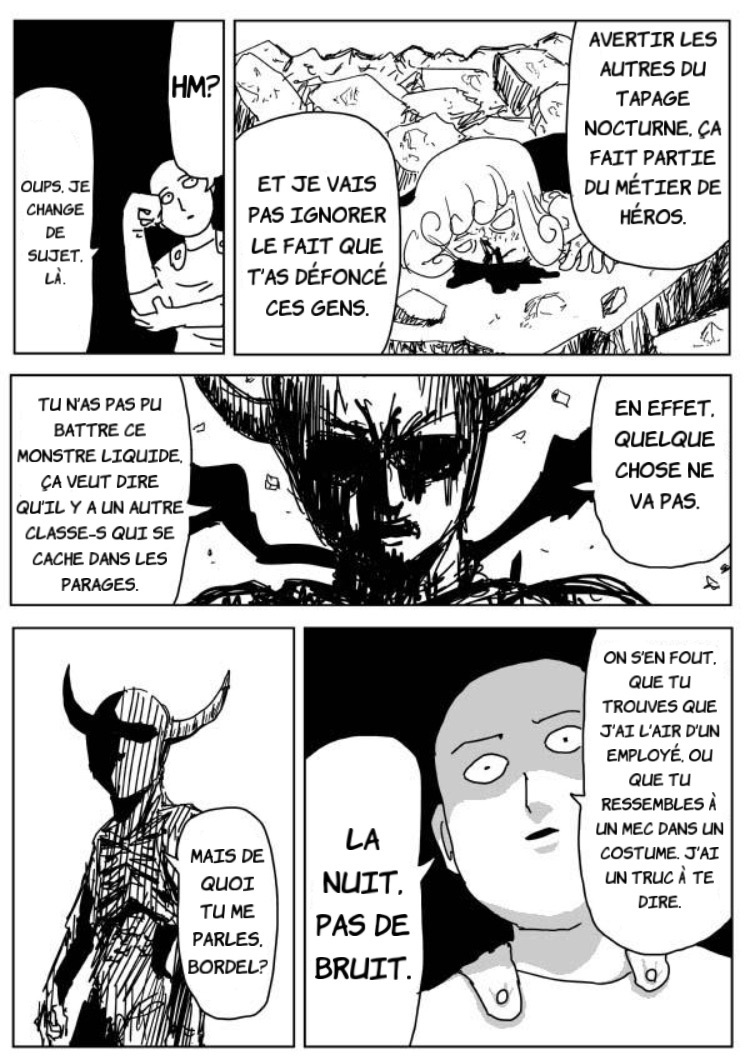 AVERTIR LES
AUTRES DU
TAPAGE
NOCTURNE, ÇA
FAIT PARTIE
DU MÉTIER DE
HÉROS.
ET JE VAIS
PAS IGNORER
LE FAIT QUE
T'AS DÉFONCÉ
CES GENS.
HM?
OUPS, JE
CHANGE
DE
SUJET,
LÀ.
EN EFFET,
QUELQUE
CHOSE NE
VA PAS.
TU N'AS PAS PU
BATTRE CE
MONSTRE LIQUIDE,
ÇA VEUT DIRE
QU'IL Y A UN AUTRE
CLASSE-S QUI SE
CACHE DANS LES
PARAGES.
ON S'EN FOUT,
QUE TU
TROUVES QUE
J'AI L'AIR D'UN
EMPLOYÉ, OU
QUE TU
RESSEMBLES À
UN MEC DANS UN
COSTUME. J'AI
UN TRUC À TE
DIRE.
LA
NUIT,
PAS DE
BRUIT.
MAIS DE
QUOI
TU ME
PARLES,
BORDEL?